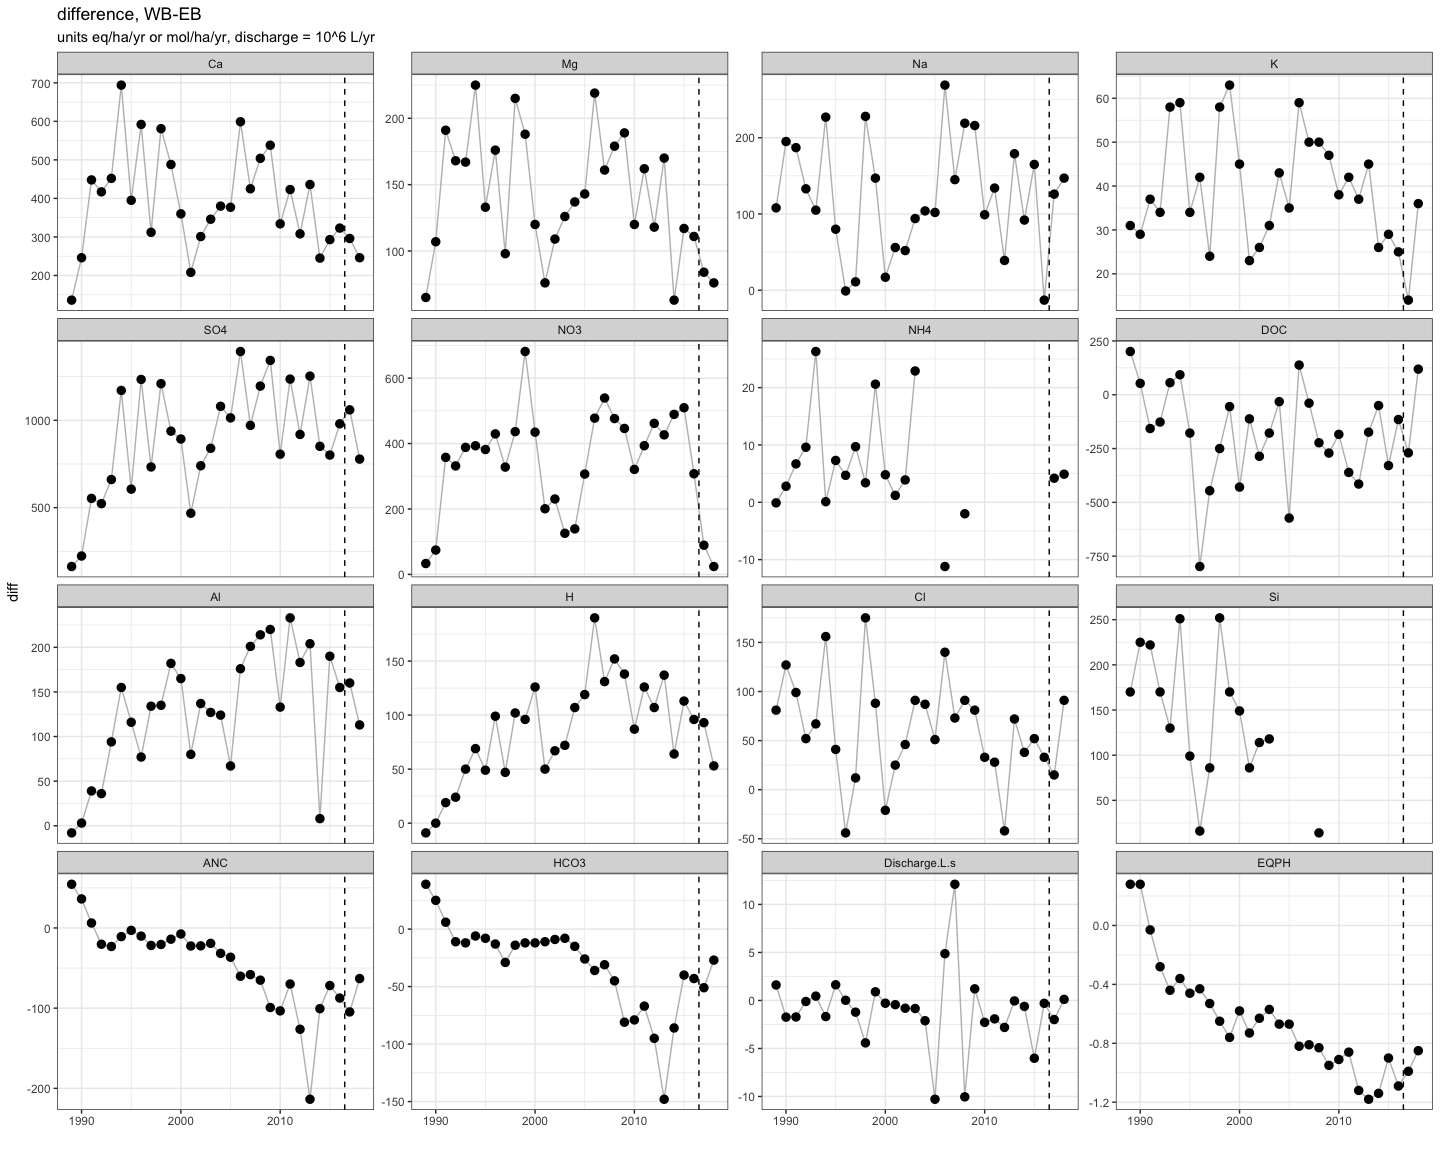 difference, WB-EB
units eq/ha/yr or mol/ha/yr, discharge = 10^6 L/yr
Ca
Mg
Na
K
700
600
500
400
300
200
200
150
100
200
100
0
60
50
40
30
20
SO4
NO3
NH4
DOC
1000
500
600
400
200
0
20
10
0
-10
250
0
-250
-500
-750
diff
Al
H
Cl
Si
200
150
100
50
0
150
100
50
0
150
100
50
0
-50
250
200
150
100
50
ANC
HCO3
Discharge.L.s
EQPH
0
-100
-200
0
-50
-100
-150
10
5
0
-5
-10
0.0
-0.4
-0.8
-1.2
1990 2000 2010
1990 2000 2010
1990 2000 2010
1990 2000 2010